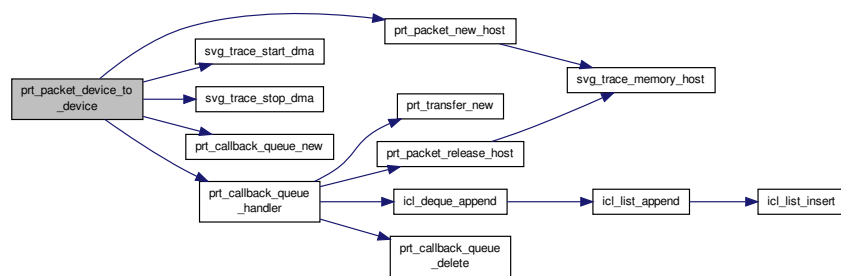 prt_packet_device_to
_device
prt_packet_new_host
svg_trace_start_dma
svg_trace_stop_dma
prt_callback_queue_new
prt_callback_queue
_handler
svg_trace_memory_host
prt_transfer_new
prt_packet_release_host
icl_deque_append
icl_list_append
icl_list_insert
prt_callback_queue
_delete